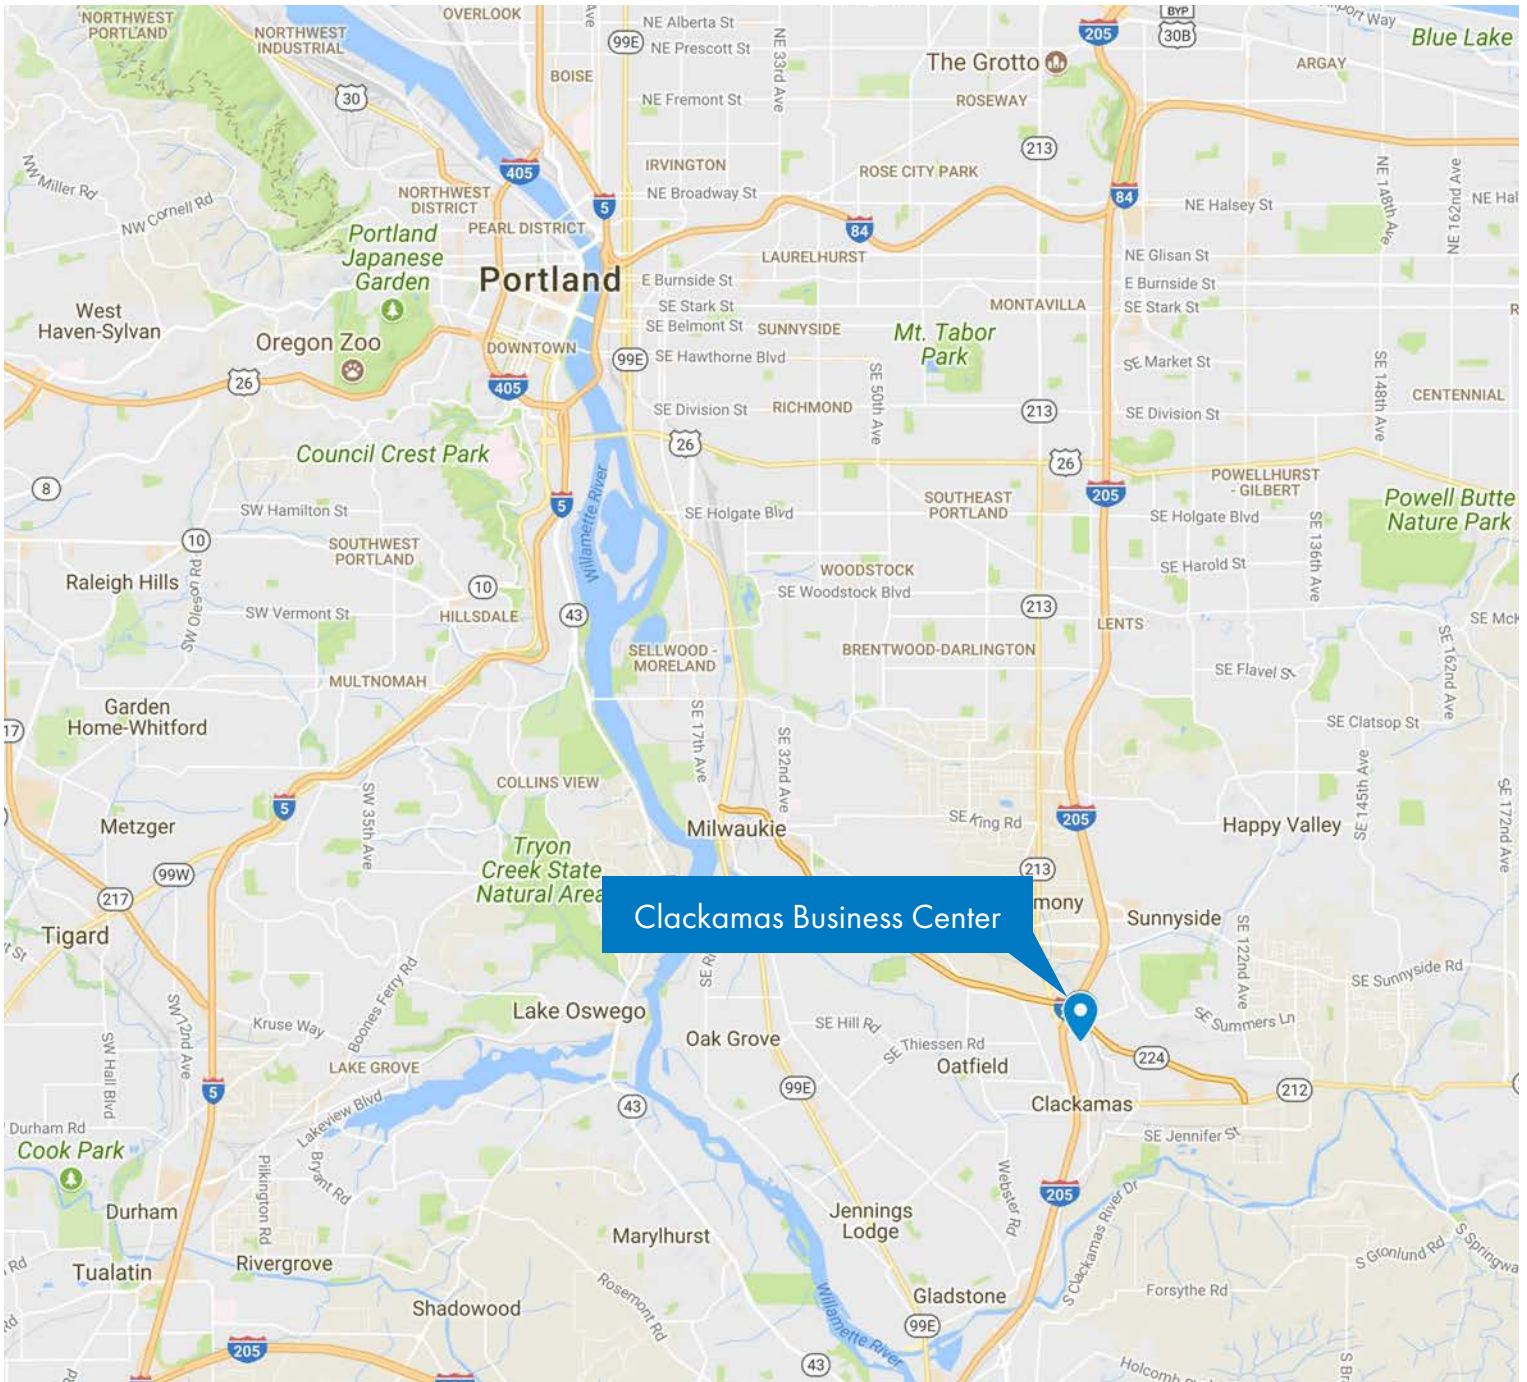 NORTHWEST
PORTLAND
NORTHWEST
INDUSTRIAL
OVERLOOK
99E
NE Alberta St
NE Prescott St
NE 33rd Ave
205
BYP
30B
Blue Lake
The Grotto
ARGAY
BOISE
30
NE Fremont St
ROSEWAY
213
IRVINGTON
ROSE CITY PARK
405
NW Miller Rd
NW Cornell Rd
NORTHWEST
DISTRICT
NE Broadway St
5
84
NE Halsey St
NE 148th Ave
NE 162nd Ave
NE Hal
PEARL DISTRICT
84
Portland
Japanese
Garden
LAURELHURST
NE Glisan St
Portland
E Burnside St
E Burnside St
West
Haven-Sylvan
SE Stark St
MONTAVILLA
SE Stark St
SE Belmont St
SUNNYSIDE
Mt. Tabor
Park
Oregon Zoo
DOWNTOWN
99E
SE Hawthorne Blvd
SE Market St
26
405
SE 50th Ave
SE 148th Ave
CENTENNIAL
SE Division St
RICHMOND
213
SE Division St
Council Crest Park
26
26
8
POWELLHURST
- GILBERT
5
Willamette River
205
SOUTHEAST
PORTLAND
Powell Butte
Nature Park
SW Hamilton St
SE Holgate Blvd
SE Holgate Blvd
SE 136th Ave
10
SOUTHWEST
PORTLAND
Raleigh Hills
SW Oleson Rd
10
WOODSTOCK
SE Harold St
SE Woodstock Blvd
SW Vermont St
HILLSDALE
43
213
LENTS
SE McK
SELLWOOD -
MORELAND
BRENTWOOD-DARLINGTON
SE 162nd Ave
MULTNOMAH
SE Flavel St
Garden
Home-Whitford
17
SE 17th Ave
SE 32nd Ave
SE Clatsop St
COLLINS VIEW
SE 145th Ave
SE 172nd Ave
5
SW 35th Ave
Metzger
Milwaukie
SE King Rd
205
Happy Valley
Tryon
Creek State
Natural Area
99W
217
213
Clackamas Business Center
mony
Sunnyside
Tigard
SE 122nd Ave
SE Sunnyside Rd
Boones Ferry Rd
SW 72nd Ave
Kruse Way
Lake Oswego
SE Hill Rd
SE Summers Ln
SW Hall Blvd
Oak Grove
SE Thiessen Rd
Oatfield
224
LAKE GROVE
5
99E
212
43
Clackamas
Lakeview Blvd
Durham Rd
SE Jennifer St
Cook Park
Bryant Rd
Pilkington Rd
Webster Rd
205
S Clackamas River Dr
Durham
Jennings
Lodge
Marylhurst
S Gronlund Rd
S Springwa
Rd
Tualatin
Rivergrove
Rosemont Rd
Willamette River
Gladstone
Forsythe Rd
Shadowood
99E
205
43